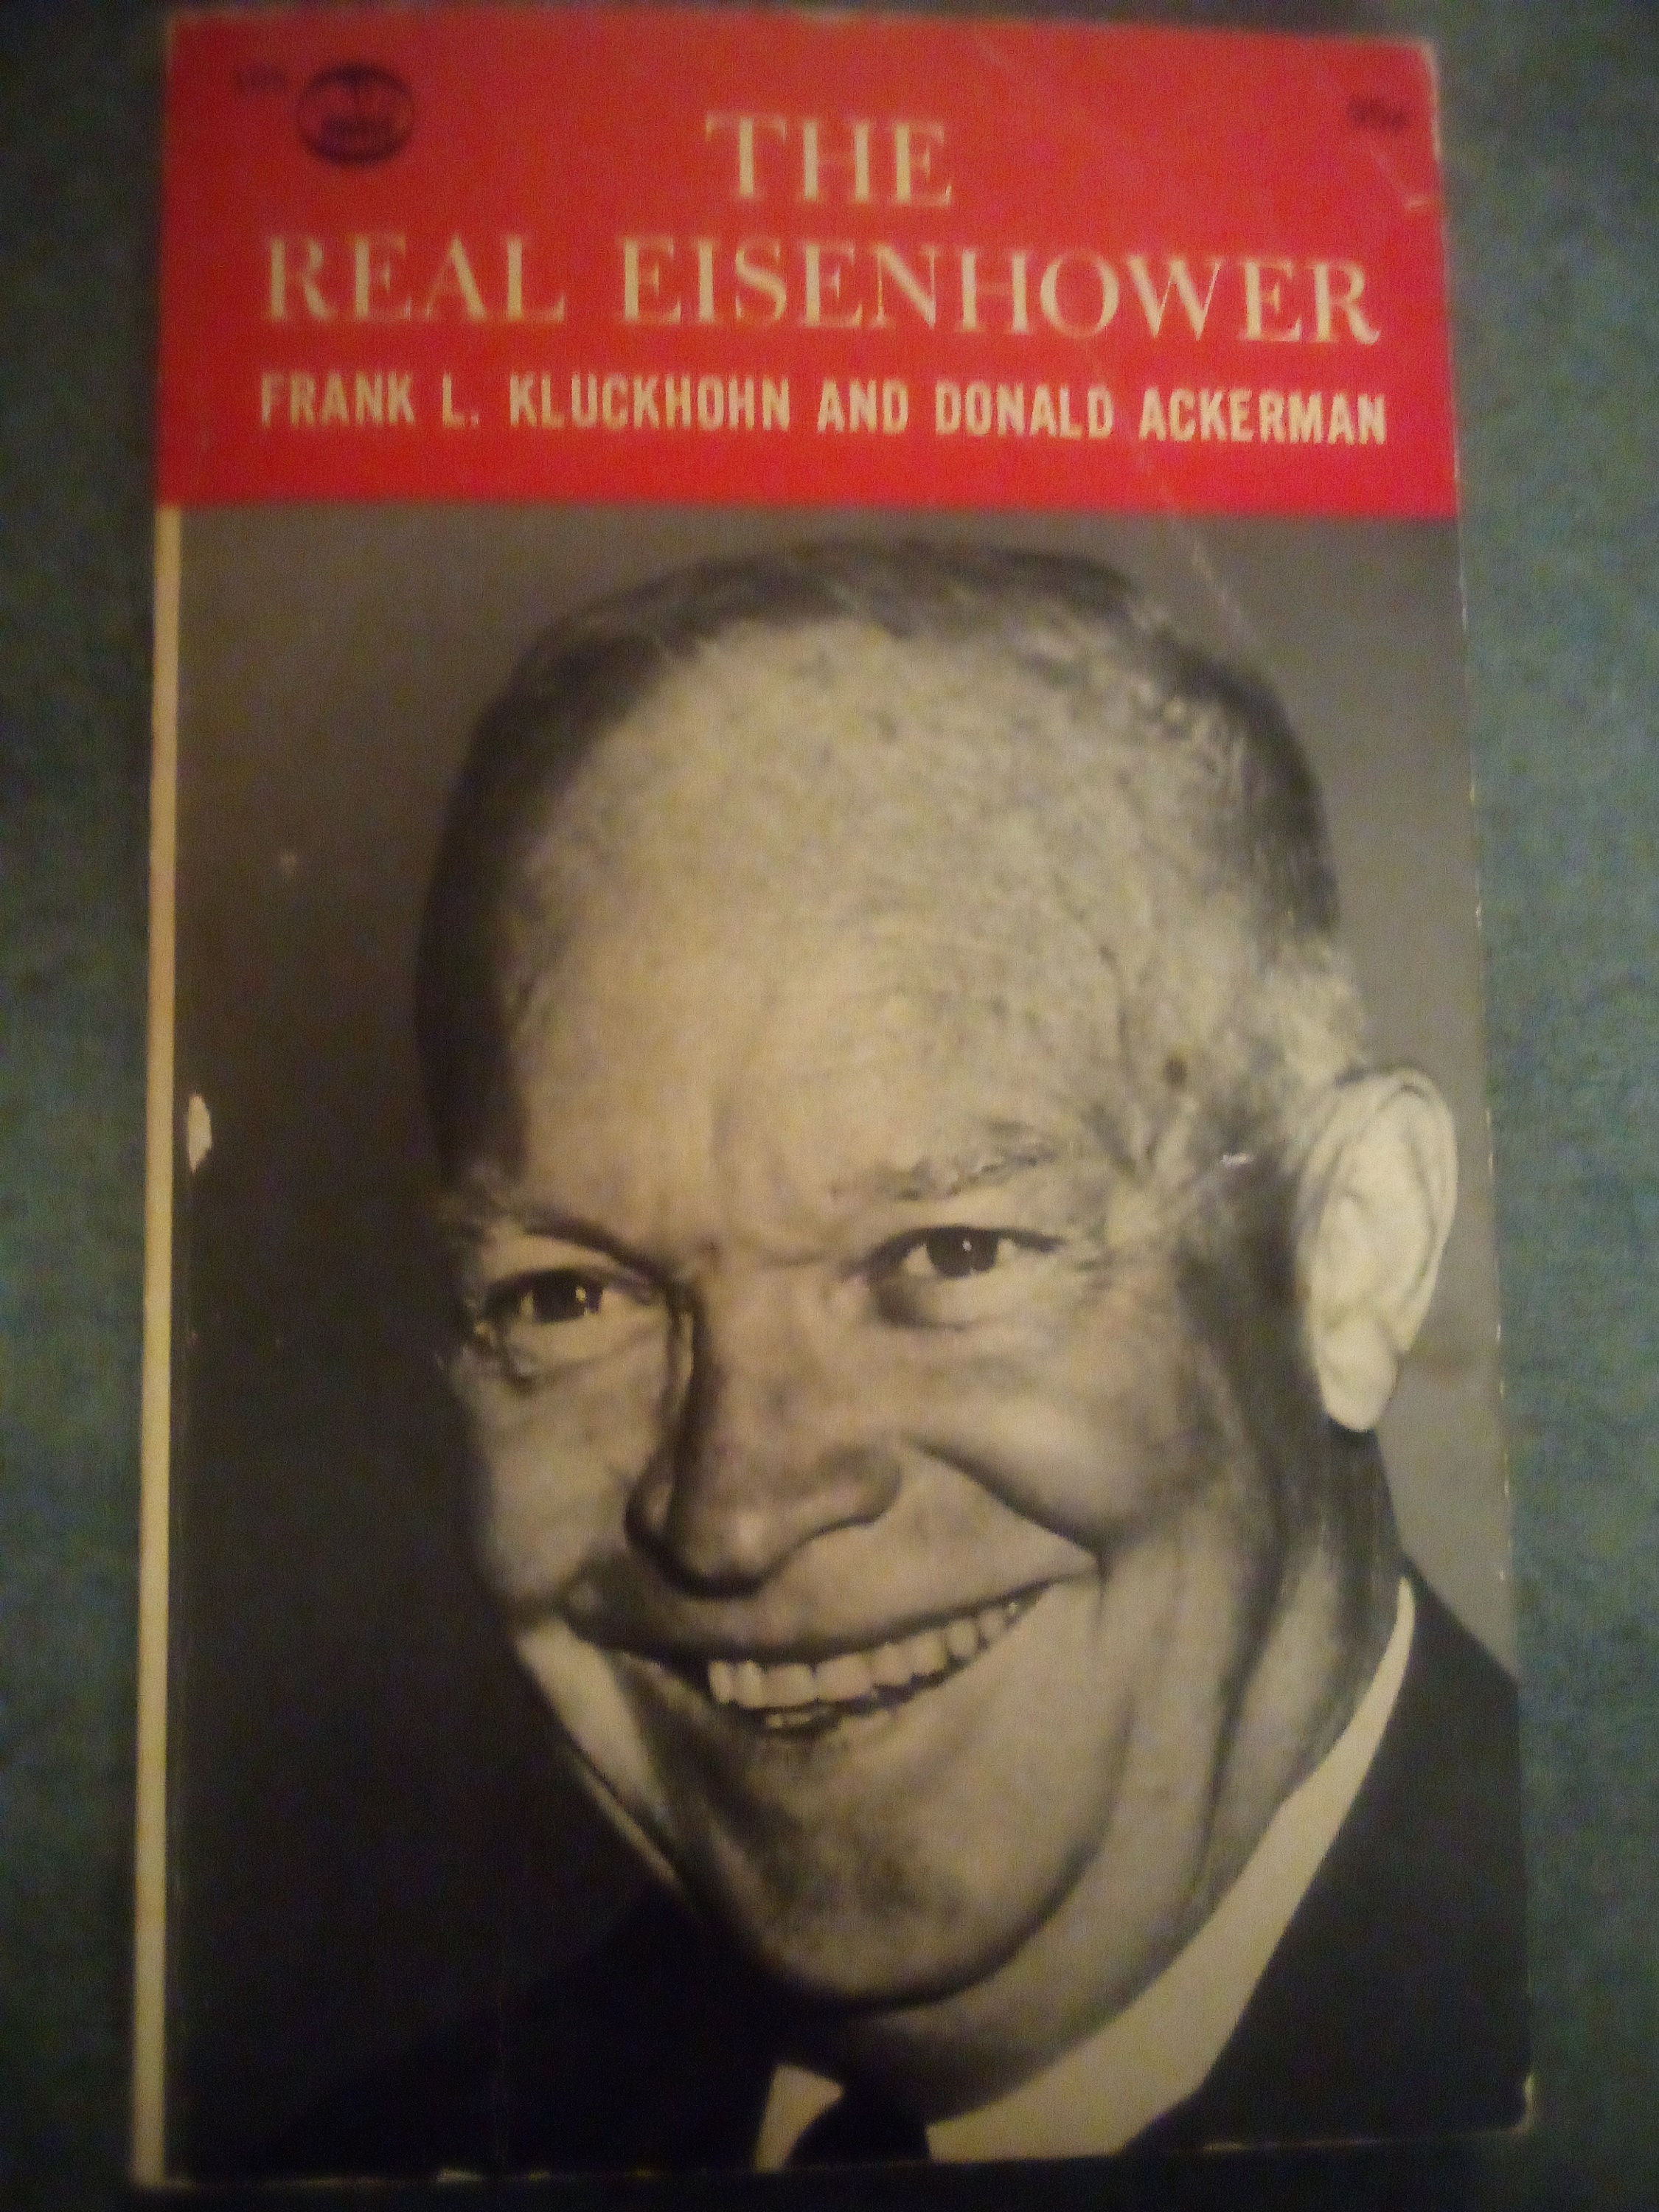 THE
REAL EISENHOWER
FRANK L. KLUCKHOHN AND DONALD ACKERMAN